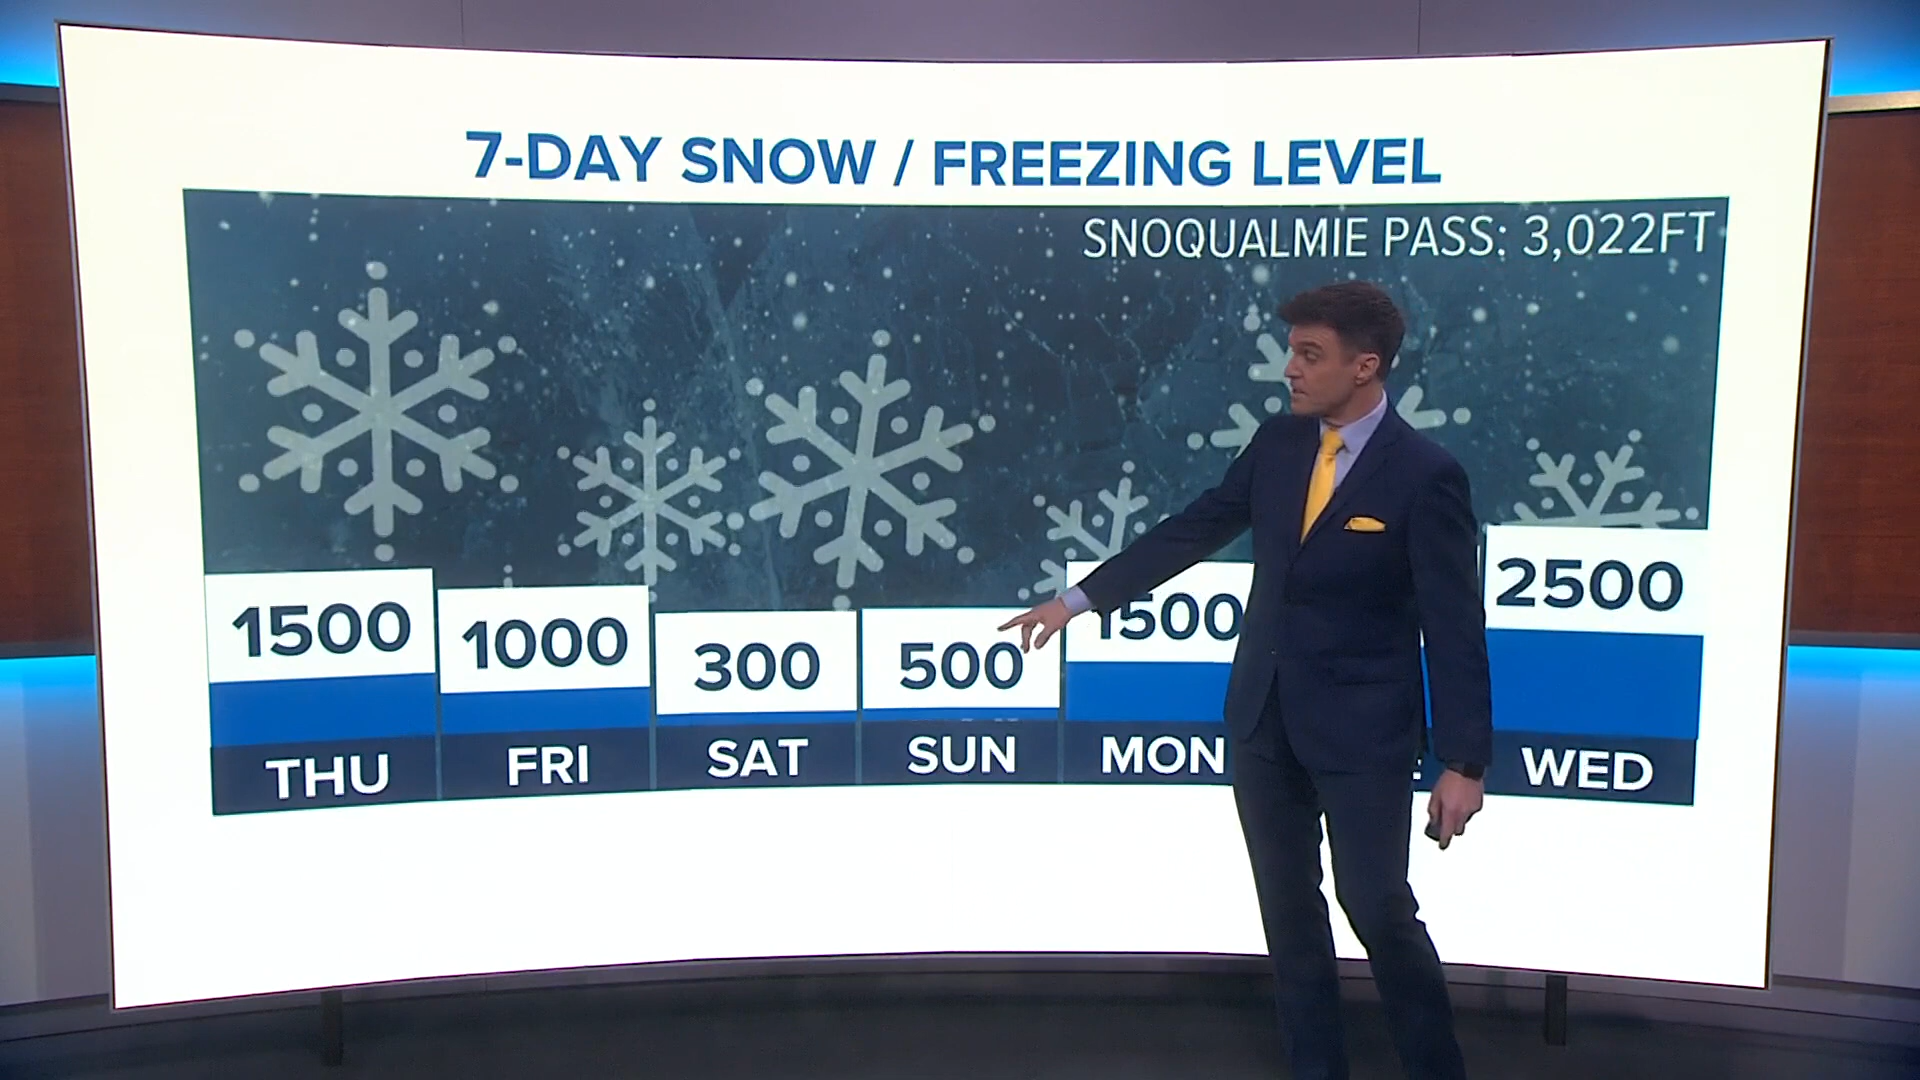 7-DAY SNOW / FREEZING LEVEL
SNOQUALMIE PASS: 3,022FT
1500 1000 300 500 1500 2500
THU FRI SAT SUN MON WED